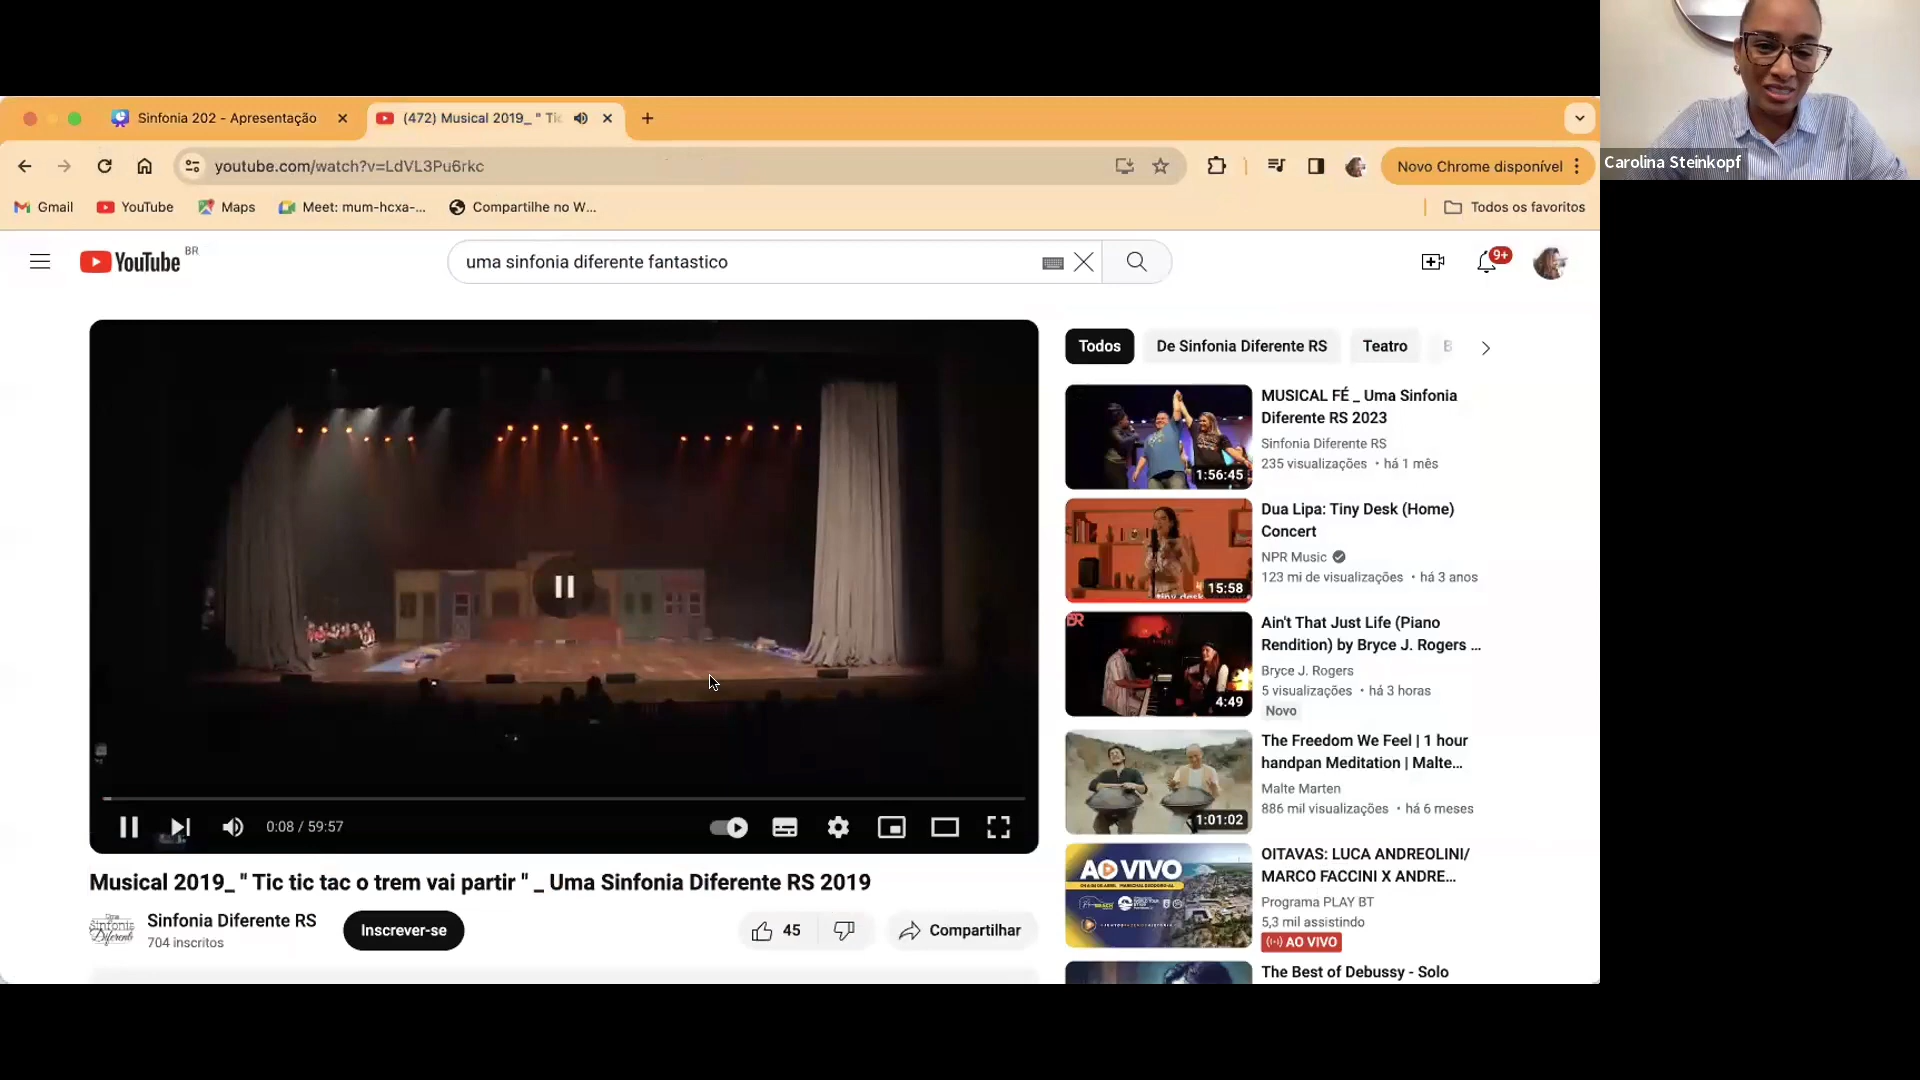 Carolina Steinkopf
Sinfonia 202 - Apresentação
(472) Musical 2019_ " Tic
youtube.com/watch?v=LdVL3Pu6rkc
Novo Chrome disponível
Gmail
YouTube
Maps
Meet: mum-hcxa-...
Compartilhe no W...
Todos os favoritos
YouTube BR
uma sinfonia diferente fantastico
9+
Todos
De Sinfonia Diferente RS
Teatro
MUSICAL FÉ _ Uma Sinfonia
Diferente RS 2023
Sinfonia Diferente RS
235 visualizações • há 1 mês
1:56:45
Dua Lipa: Tiny Desk (Home)
Concert
NPR Music
123 mi de visualizações • há 3 anos
15:58
tiny desk
Ain't That Just Life (Piano
Rendition) by Bryce J. Rogers ...
Bryce J. Rogers
5 visualizações • há 3 horas
Novo
BR
4:49
The Freedom We Feel | 1 hour
handpan Meditation | Malte...
Malte Marten
886 mil visualizações • há 6 meses
1:01:02
OITAVAS: LUCA ANDREOLINI/
MARCO FACCINI X ANDRE...
Programa PLAY BT
5,3 mil assistindo
AO VIVO
AO VIVO
The Best of Debussy - Solo
0:08 / 59:57
Musical 2019_ " Tic tic tac o trem vai partir " _ Uma Sinfonia Diferente RS 2019
Uma
Sinfonia
Diferente
Sinfonia Diferente RS
704 inscritos
Inscrever-se
45
Compartilhar